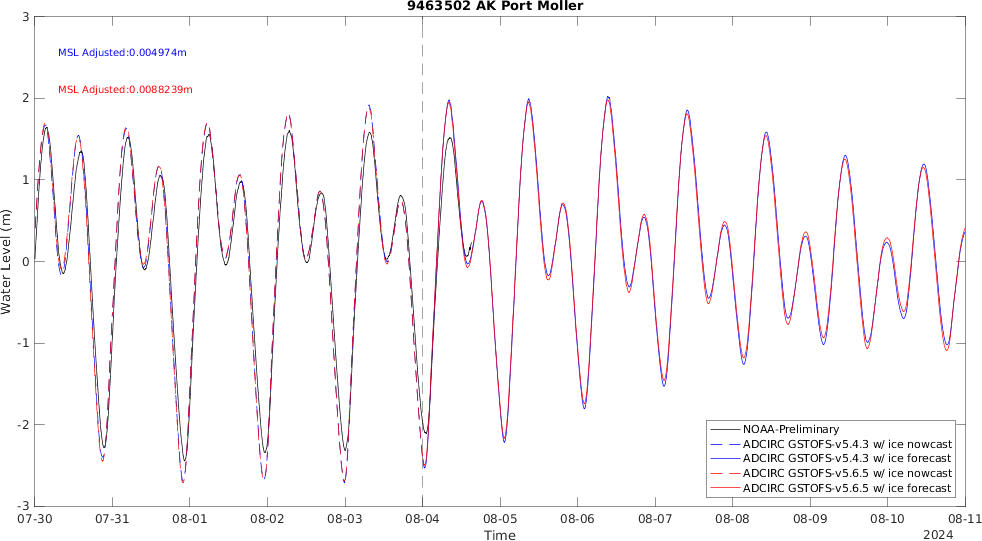 9463502 AK Port Moller
MSL Adjusted:0.004974m
MSL Adjusted:0.0088239m
Water Level (m)
3
2
1
0
-1
-2
-3
NOAA-Preliminary
ADCIRC GSTOFS-v5.4.3 w/ ice nowcast
ADCIRC GSTOFS-v5.4.3 w/ ice forecast
ADCIRC GSTOFS-v5.6.5 w/ ice nowcast
ADCIRC GSTOFS-v5.6.5 w/ ice forecast
07-30 07-31 08-01 08-02 08-03 08-04 08-05 08-06 08-07 08-08 08-09 08-10 08-11
Time
2024